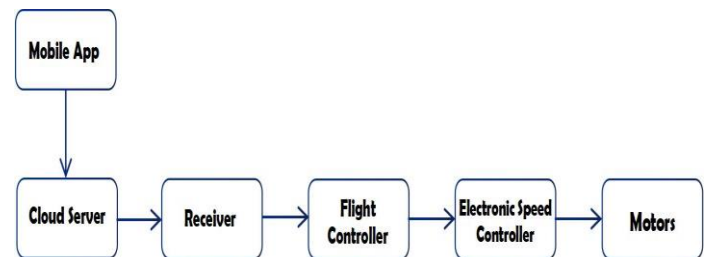 Mobile App
Cloud Server
Receiver
Flight
Controller
Electronic Speed
Controller
Motors